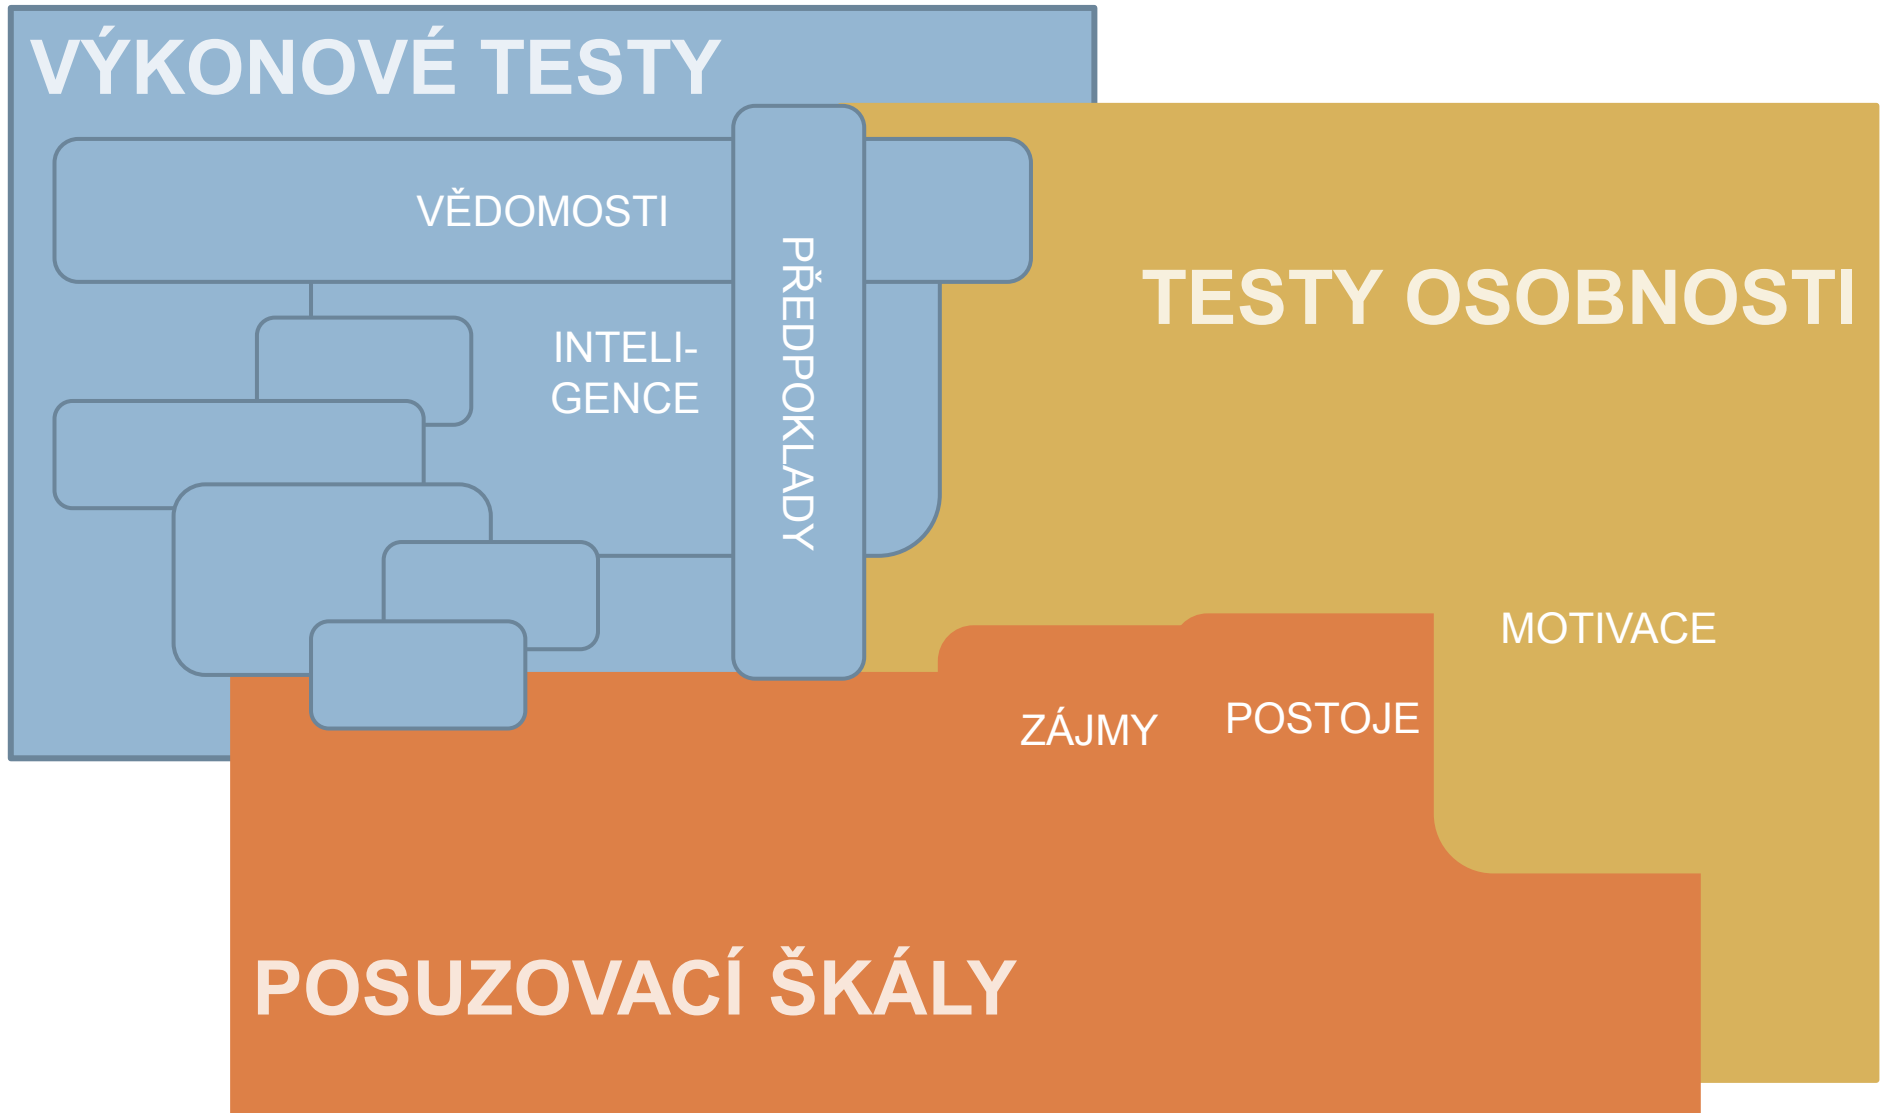 VÝKONOVÉ TESTY
VĚDOMOSTI
PŘEDPOKLADY
INTELI-
GENCE
TESTY OSOBNOSTI
MOTIVACE
ZÁJMY
POSTOJE
POSUZOVACÍ ŠKÁLY